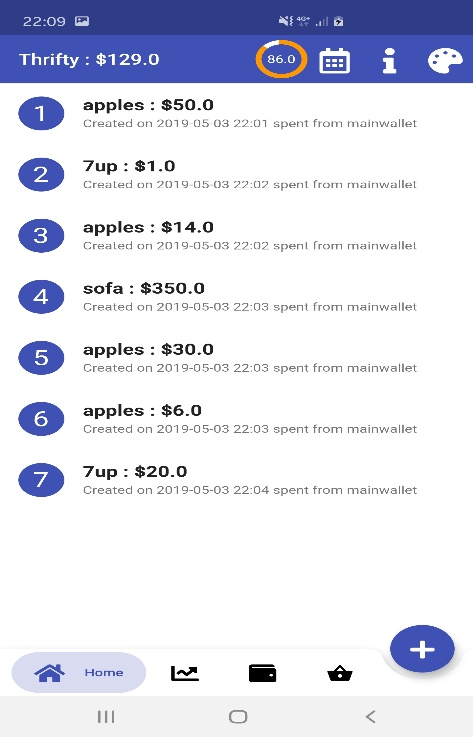 22:09
4G+
Thrifty : $129.0
86.0
1
apples : $50.0
Created on 2019-05-03 22:01 spent from mainwallet
2
7up : $1.0
Created on 2019-05-03 22:02 spent from mainwallet
3
apples : $14.0
Created on 2019-05-03 22:02 spent from mainwallet
4
sofa : $350.0
Created on 2019-05-03 22:03 spent from mainwallet
5
apples : $30.0
Created on 2019-05-03 22:03 spent from mainwallet
6
apples : $6.0
Created on 2019-05-03 22:03 spent from mainwallet
7
7up : $20.0
Created on 2019-05-03 22:04 spent from mainwallet
Home